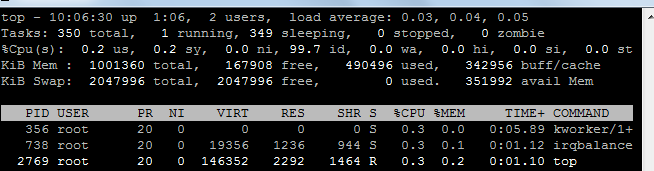 top - 10:06:30 up  1:06,  2 users,  load average: 0.03, 0.04, 0.05
Tasks: 350 total,   1 running, 349 sleeping,   0 stopped,   0 zombie
%Cpu(s):  0.2 us,  0.2 sy,  0.0 ni, 99.7 id,  0.0 wa,  0.0 hi,  0.0 si,  0.0 st
KiB Mem :  1001360 total,   167908 free,   490496 used,   342956 buff/cache
KiB Swap:  2047996 total,  2047996 free,        0 used.   351992 avail Mem
PID USER      PR  NI    VIRT    RES    SHR S  %CPU %MEM     TIME+ COMMAND
356 root      20   0       0      0      0 S   0.3  0.0   0:05.89 kworker/1+
738 root      20   0   19356   1236    944 S   0.3  0.1   0:01.12 irqbalance
2769 root      20   0  146352   2292   1464 R   0.3  0.2   0:01.10 top